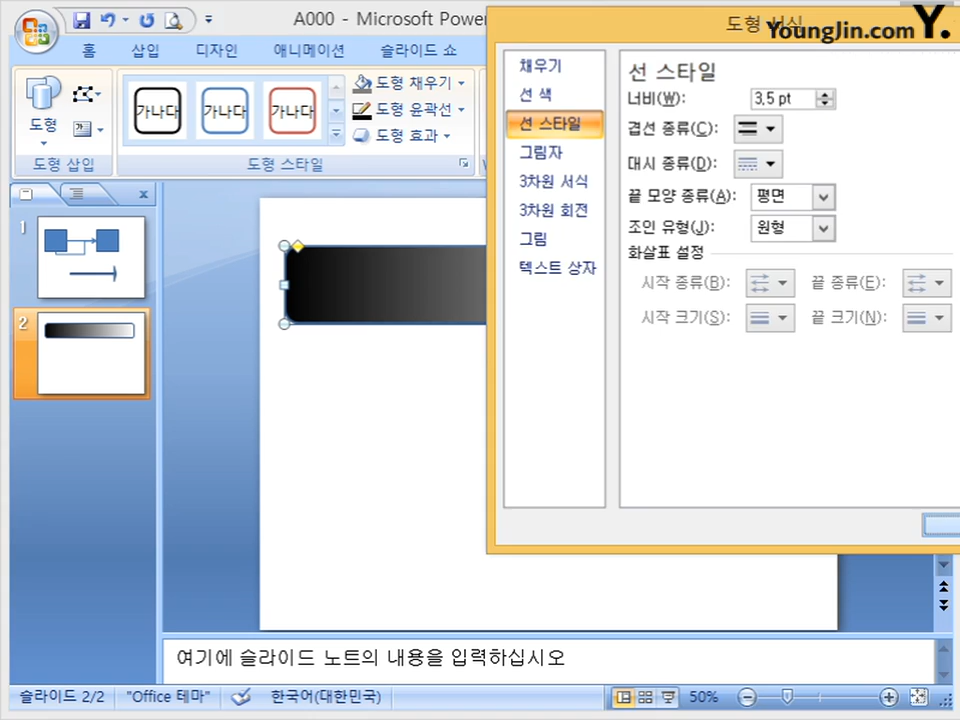 A000 - Microsoft Power
도형 서식
YoungJin.com Y.
홈 삽입 디자인 애니메이션 슬라이드 쇼
가나다 가나다 가나다
도형
도형 채우기
도형 윤곽선
도형 효과
도형 삽입
도형 스타일
채우기
선 색
선 스타일
그림자
3차원 서식
3차원 회전
그림
텍스트 상자
선 스타일
너비(W): 3,5 pt
겹선 종류(C):
대시 종류(D):
끝 모양 종류(A): 평면
조인 유형(J): 원형
화살표 설정
시작 종류(B): 끝 종류(E):
시작 크기(S): 끝 크기(N):
1
2
여기에 슬라이드 노트의 내용을 입력하십시오
슬라이드 2/2 "Office 테마" 한국어(대한민국) 50%